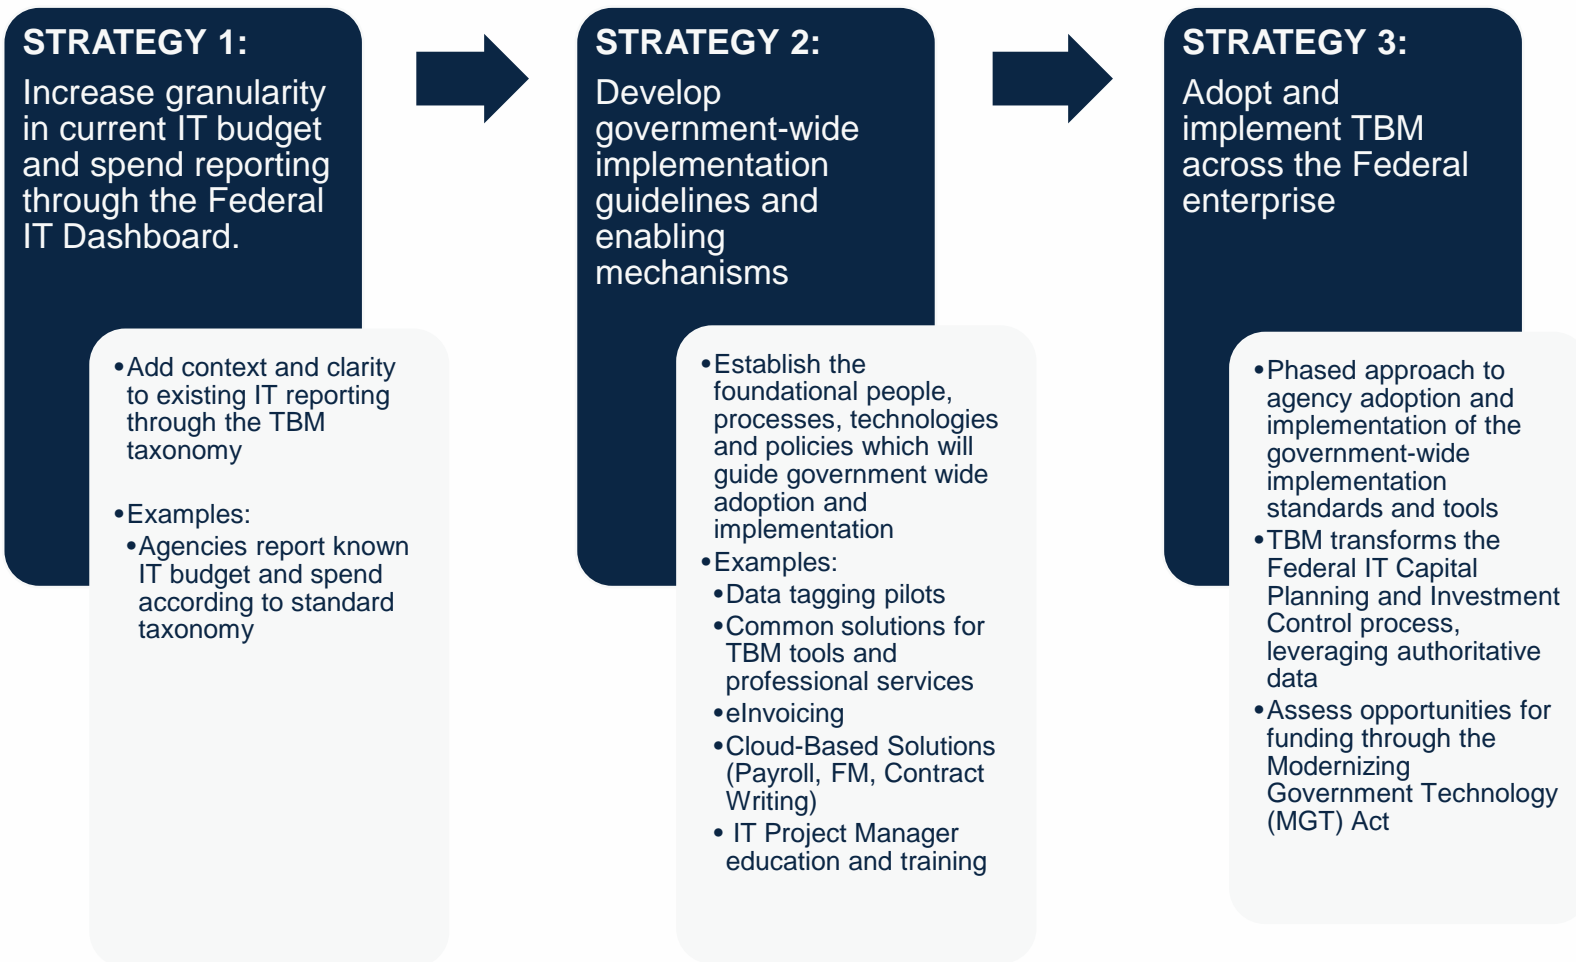 STRATEGY 1:
Increase granularity
in current IT budget
and spend reporting
through the Federal
IT Dashboard.
•Add context and clarity
to existing IT reporting
through the TBM
taxonomy
•Examples:
•Agencies report known
IT budget and spend
according to standard
taxonomy
STRATEGY 2:
Develop
government-wide
implementation
guidelines and
enabling
mechanisms
•Establish the
foundational people,
processes, technologies
and policies which will
guide government wide
adoption and
implementation
•Examples:
•Data tagging pilots
•Common solutions for
TBM tools and
professional services
•eInvoicing
•Cloud-Based Solutions
(Payroll, FM, Contract
Writing)
• IT Project Manager
education and training
STRATEGY 3:
Adopt and
implement TBM
across the Federal
enterprise
•Phased approach to
agency adoption and
implementation of the
government-wide
implementation
standards and tools
•TBM transforms the
Federal IT Capital
Planning and Investment
Control process,
leveraging authoritative
data
•Assess opportunities for
funding through the
Modernizing
Government Technology
(MGT) Act